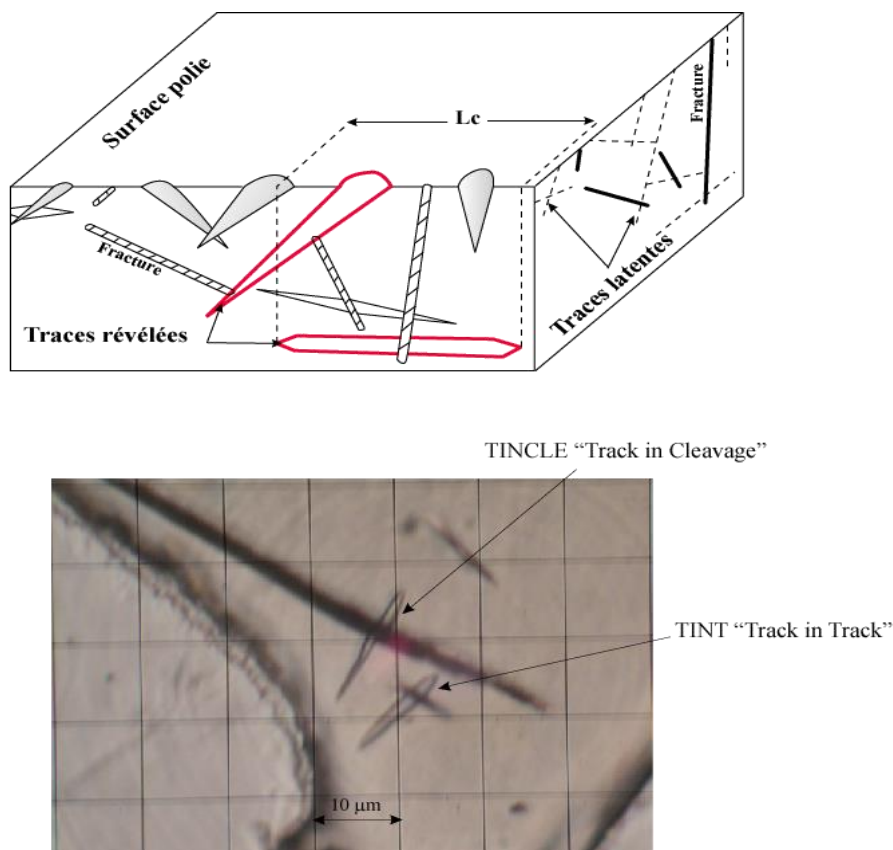 Surface polie
Lc
Fracture
Fracture
Traces révélées
Traces latentes
TINCLE “Track in Cleavage”
TINT “Track in Track”
10 μm